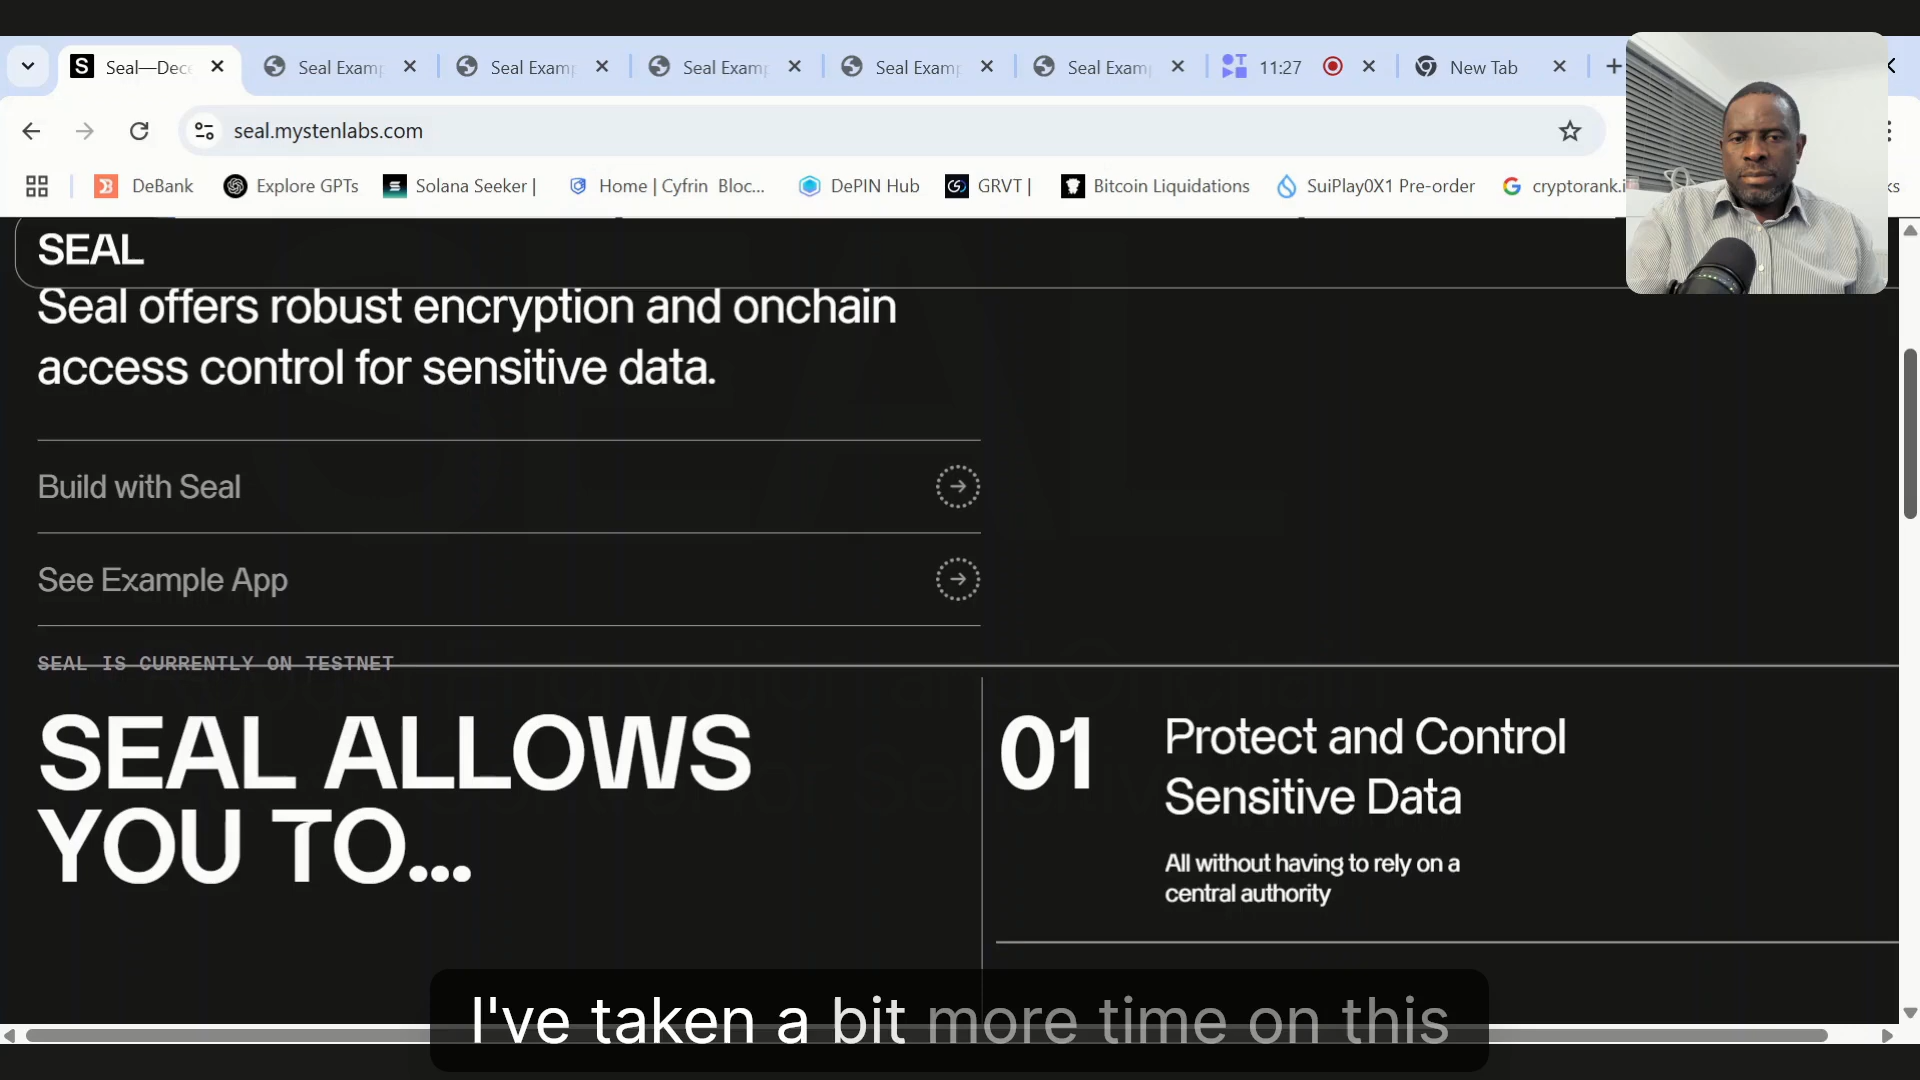 Seal—Dec
Seal Examp
Seal Examp
Seal Examp
Seal Examp
Seal Examp
11:27
New Tab
seal.mystenlabs.com
DeBank
Explore GPTs
Solana Seeker |
Home | Cyfrin Bloc...
DePIN Hub
GRVT |
Bitcoin Liquidations
SuiPlay0X1 Pre-order
cryptorank.i
ks
SEAL
Seal offers robust encryption and onchain
access control for sensitive data.
Build with Seal
See Example App
SEAL IS CURRENTLY ON TESTNET
SEAL ALLOWS
YOU TO...
01
Protect and Control
Sensitive Data
All without having to rely on a
central authority
I've taken a bit more time on this